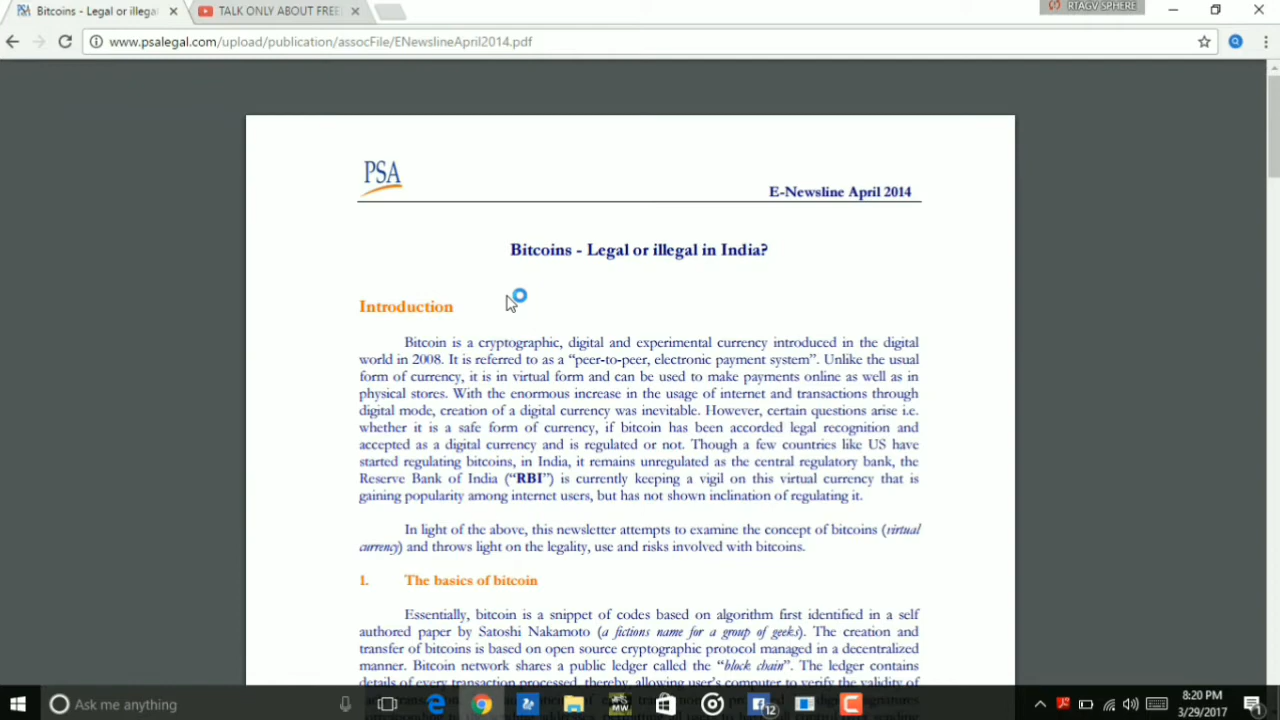 Bitcoins - Legal or illega
TALK ONLY ABOUT FREE
RTAGV SPHERE
www.psalegal.com/upload/publication/assocFile/ENewslineApril2014.pdf
PSA
E-Newsline April 2014
Bitcoins - Legal or illegal in India?
Introduction
Bitcoin is a cryptographic, digital and experimental currency introduced in the digital
world in 2008. It is referred to as a “peer-to-peer, electronic payment system”. Unlike the usual
form of currency, it is in virtual form and can be used to make payments online as well as in
physical stores. With the enormous increase in the usage of internet and transactions through
digital mode, creation of a digital currency was inevitable. However, certain questions arise i.e.
whether it is a safe form of currency, if bitcoin has been accorded legal recognition and
accepted as a digital currency and is regulated or not. Though a few countries like US have
started regulating bitcoins, in India, it remains unregulated as the central regulatory bank, the
Reserve Bank of India (“RBI”) is currently keeping a vigil on this virtual currency that is
gaining popularity among internet users, but has not shown inclination of regulating it.
In light of the above, this newsletter attempts to examine the concept of bitcoins (virtual
currency) and throws light on the legality, use and risks involved with bitcoins.
1. The basics of bitcoin
Essentially, bitcoin is a snippet of codes based on algorithm first identified in a self
authored paper by Satoshi Nakamoto (a fictions name for a group of geeks). The creation and
transfer of bitcoins is based on open source cryptographic protocol managed in a decentralized
manner. Bitcoin network shares a public ledger called the “block chain”. The ledger contains
details of every transaction processed, thereby, allowing user's computer to verify the validity of
Ask me anything
12
8:20 PM
3/29/2017